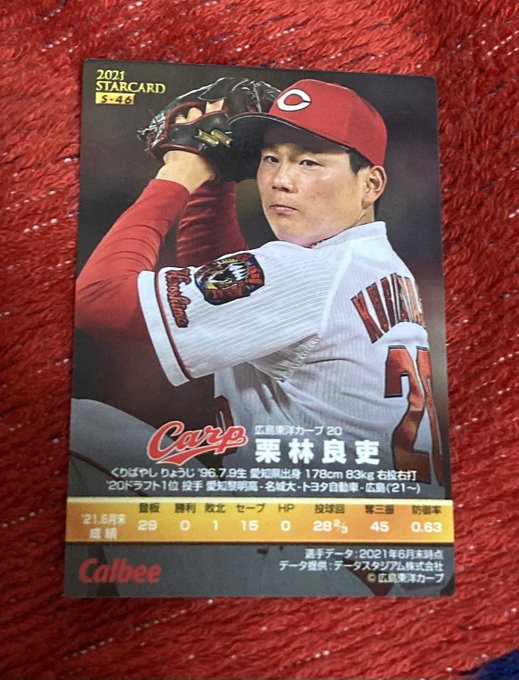 2021
STARCARD
S-46
Hiroshima
KURI
20
Carp
広島東洋カープ 20
栗林良吏
くりばやし りょうじ '96.7.9生 愛知県出身 178cm 83kg 右投右打
'20ドラフト1位 投手 愛知黎明高-名城大-トヨタ自動車-広島('21~)
登板 勝利 敗北 セーブ HP 投球回 奪三振 防御率
'21.6月末成績 29 0 1 15 0 28 2/3 45 0.63
選手データ:2021年6月末時点
Calbee
データ提供:データスタジアム株式会社
© 広島東洋カープ